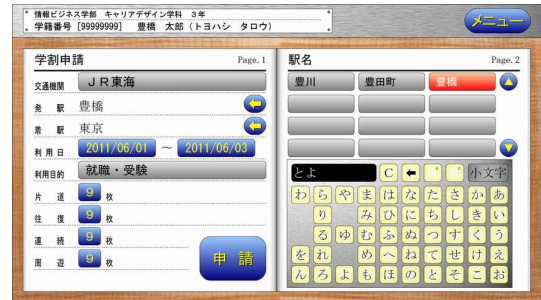 情報ビジネス学部 キャリアデザイン学科 3年
学籍番号 [99999999] 豊橋 太郎 (トヨハシ タロウ)
メニュー
学割申請 Page. 1
交通機関 JR東海
発 駅 豊橋
着 駅 東京
利用日 2011/06/01 ~ 2011/06/03
利用目的 就職・受験
片 道 9 枚
往 復 9 枚
連 続 9 枚
周 遊 9 枚
申請
駅名 Page. 2
豊川 豊田町 豊橋
とよ C ← ゛ ゜ 小文字
わ ら や ま は な た さ か あ
り み ひ に ち し き い
る ゆ む ふ ぬ つ す く う
を れ め へ ね て せ け え
ん ろ よ も ほ の と そ こ お